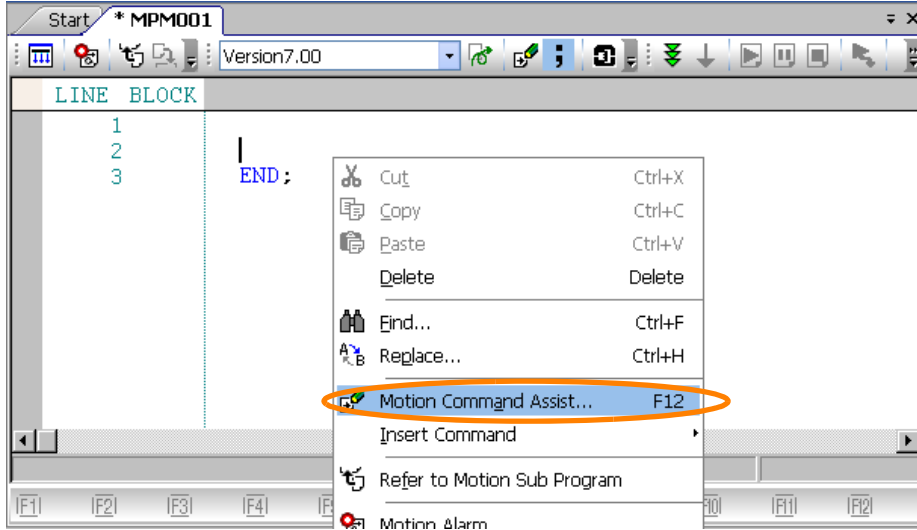 Start * MPM001
Version7.00
LINE BLOCK
1
2
3 END;
Cut Ctrl+X
Copy Ctrl+C
Paste Ctrl+V
Delete Delete
Find... Ctrl+F
Replace... Ctrl+H
Motion Command Assist... F12
Insert Command
Refer to Motion Sub Program
Motion Alarm
F1 F2 F3 F4 F11 F12